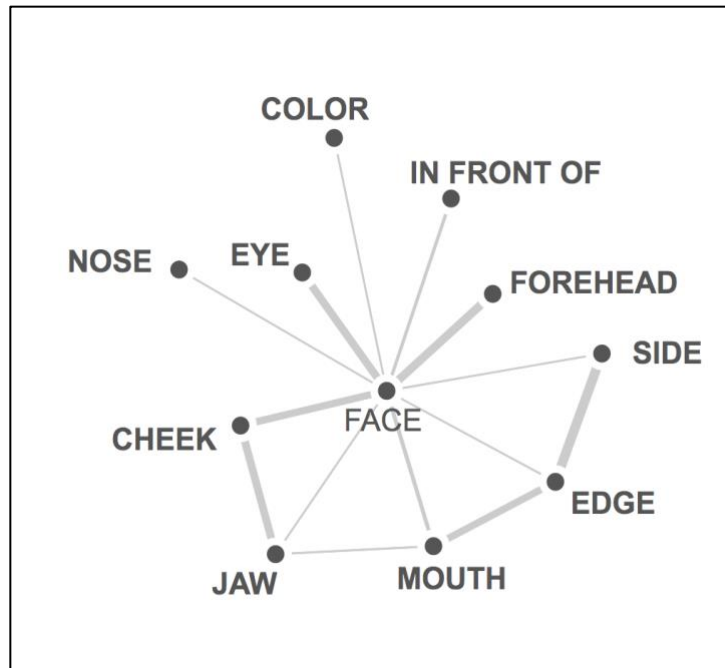 COLOR
IN FRONT OF
NOSE
EYE
FOREHEAD
SIDE
FACE
CHEEK
EDGE
JAW
MOUTH